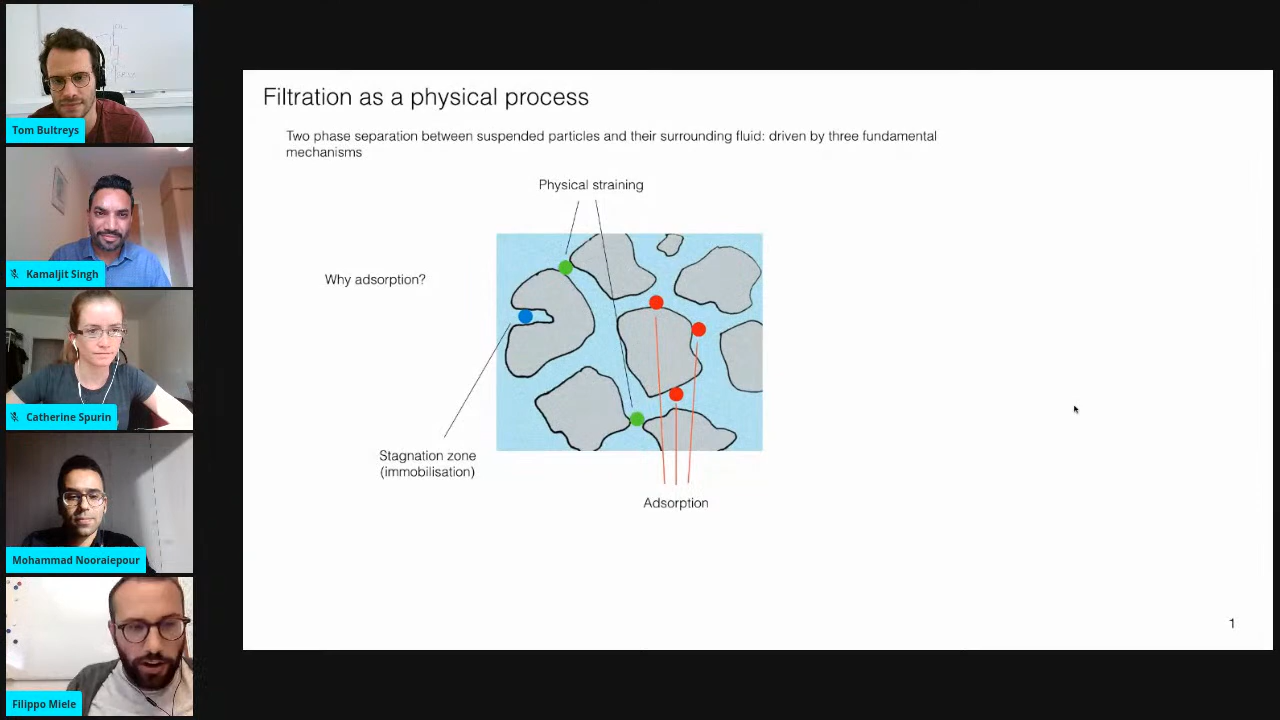 Tom Bultreys
Kamaljit Singh
Catherine Spurin
Mohammad Nooraiepour
Filippo Miele
Filtration as a physical process
Two phase separation between suspended particles and their surrounding fluid: driven by three fundamental
mechanisms
Physical straining
Why adsorption?
Stagnation zone
(immobilisation)
Adsorption
1